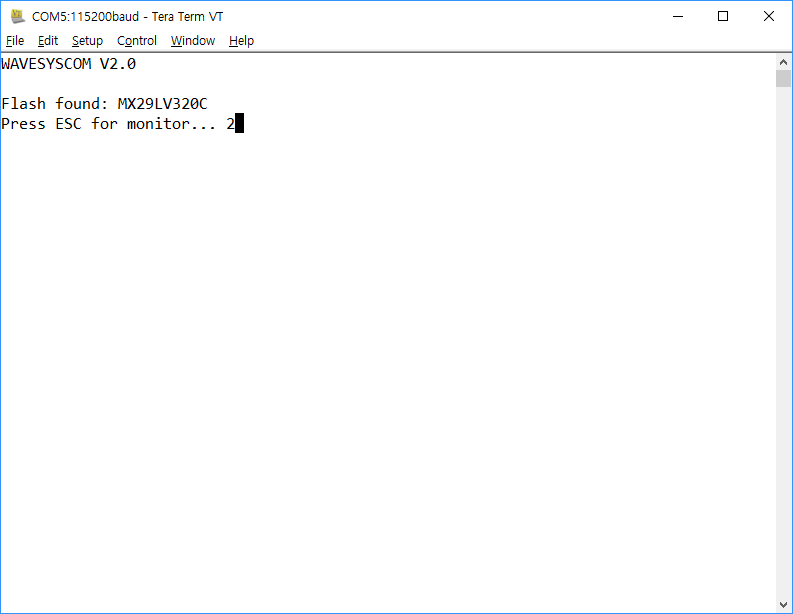 COM5:115200baud - Tera Term VT
File Edit Setup Control Window Help
WAVESYSCOM V2.0
Flash found: MX29LV320C
Press ESC for monitor... 2